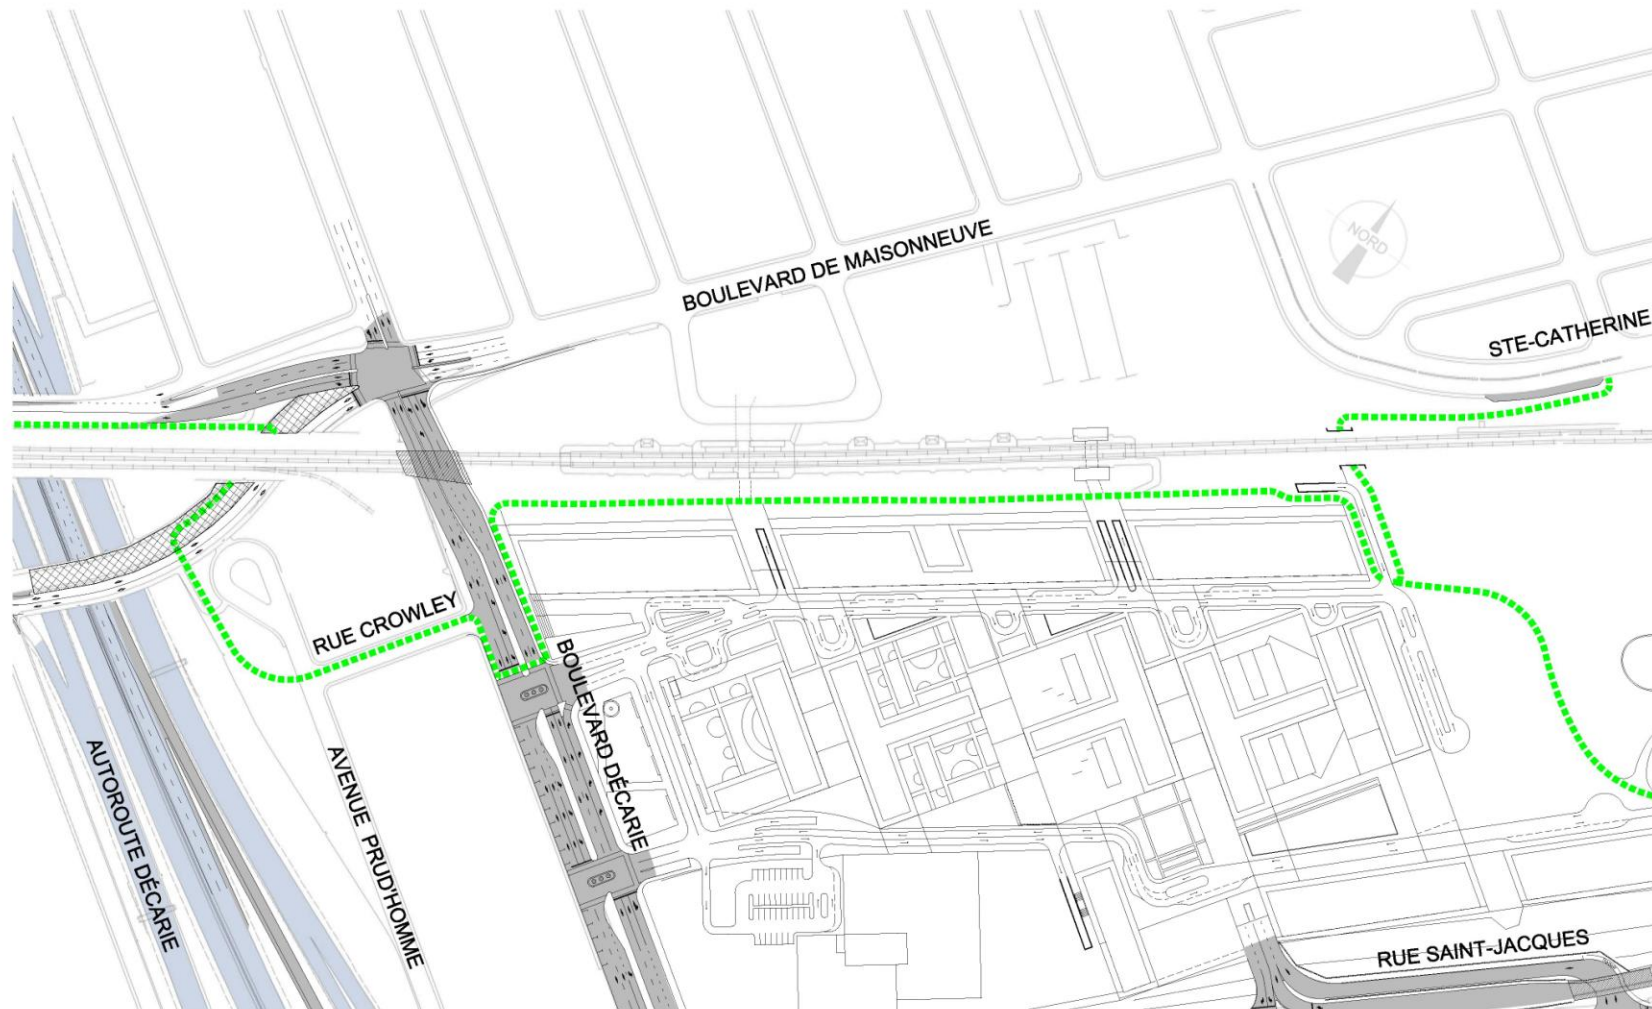 BOULEVARD DE MAISONNEUVE
NORD
STE-CATHERINE
RUE CROWLEY
BOULEVARD DÉCARIE
AUTOROUTE DÉCARIE
AVENUE PRUD'HOMME
RUE SAINT-JACQUES